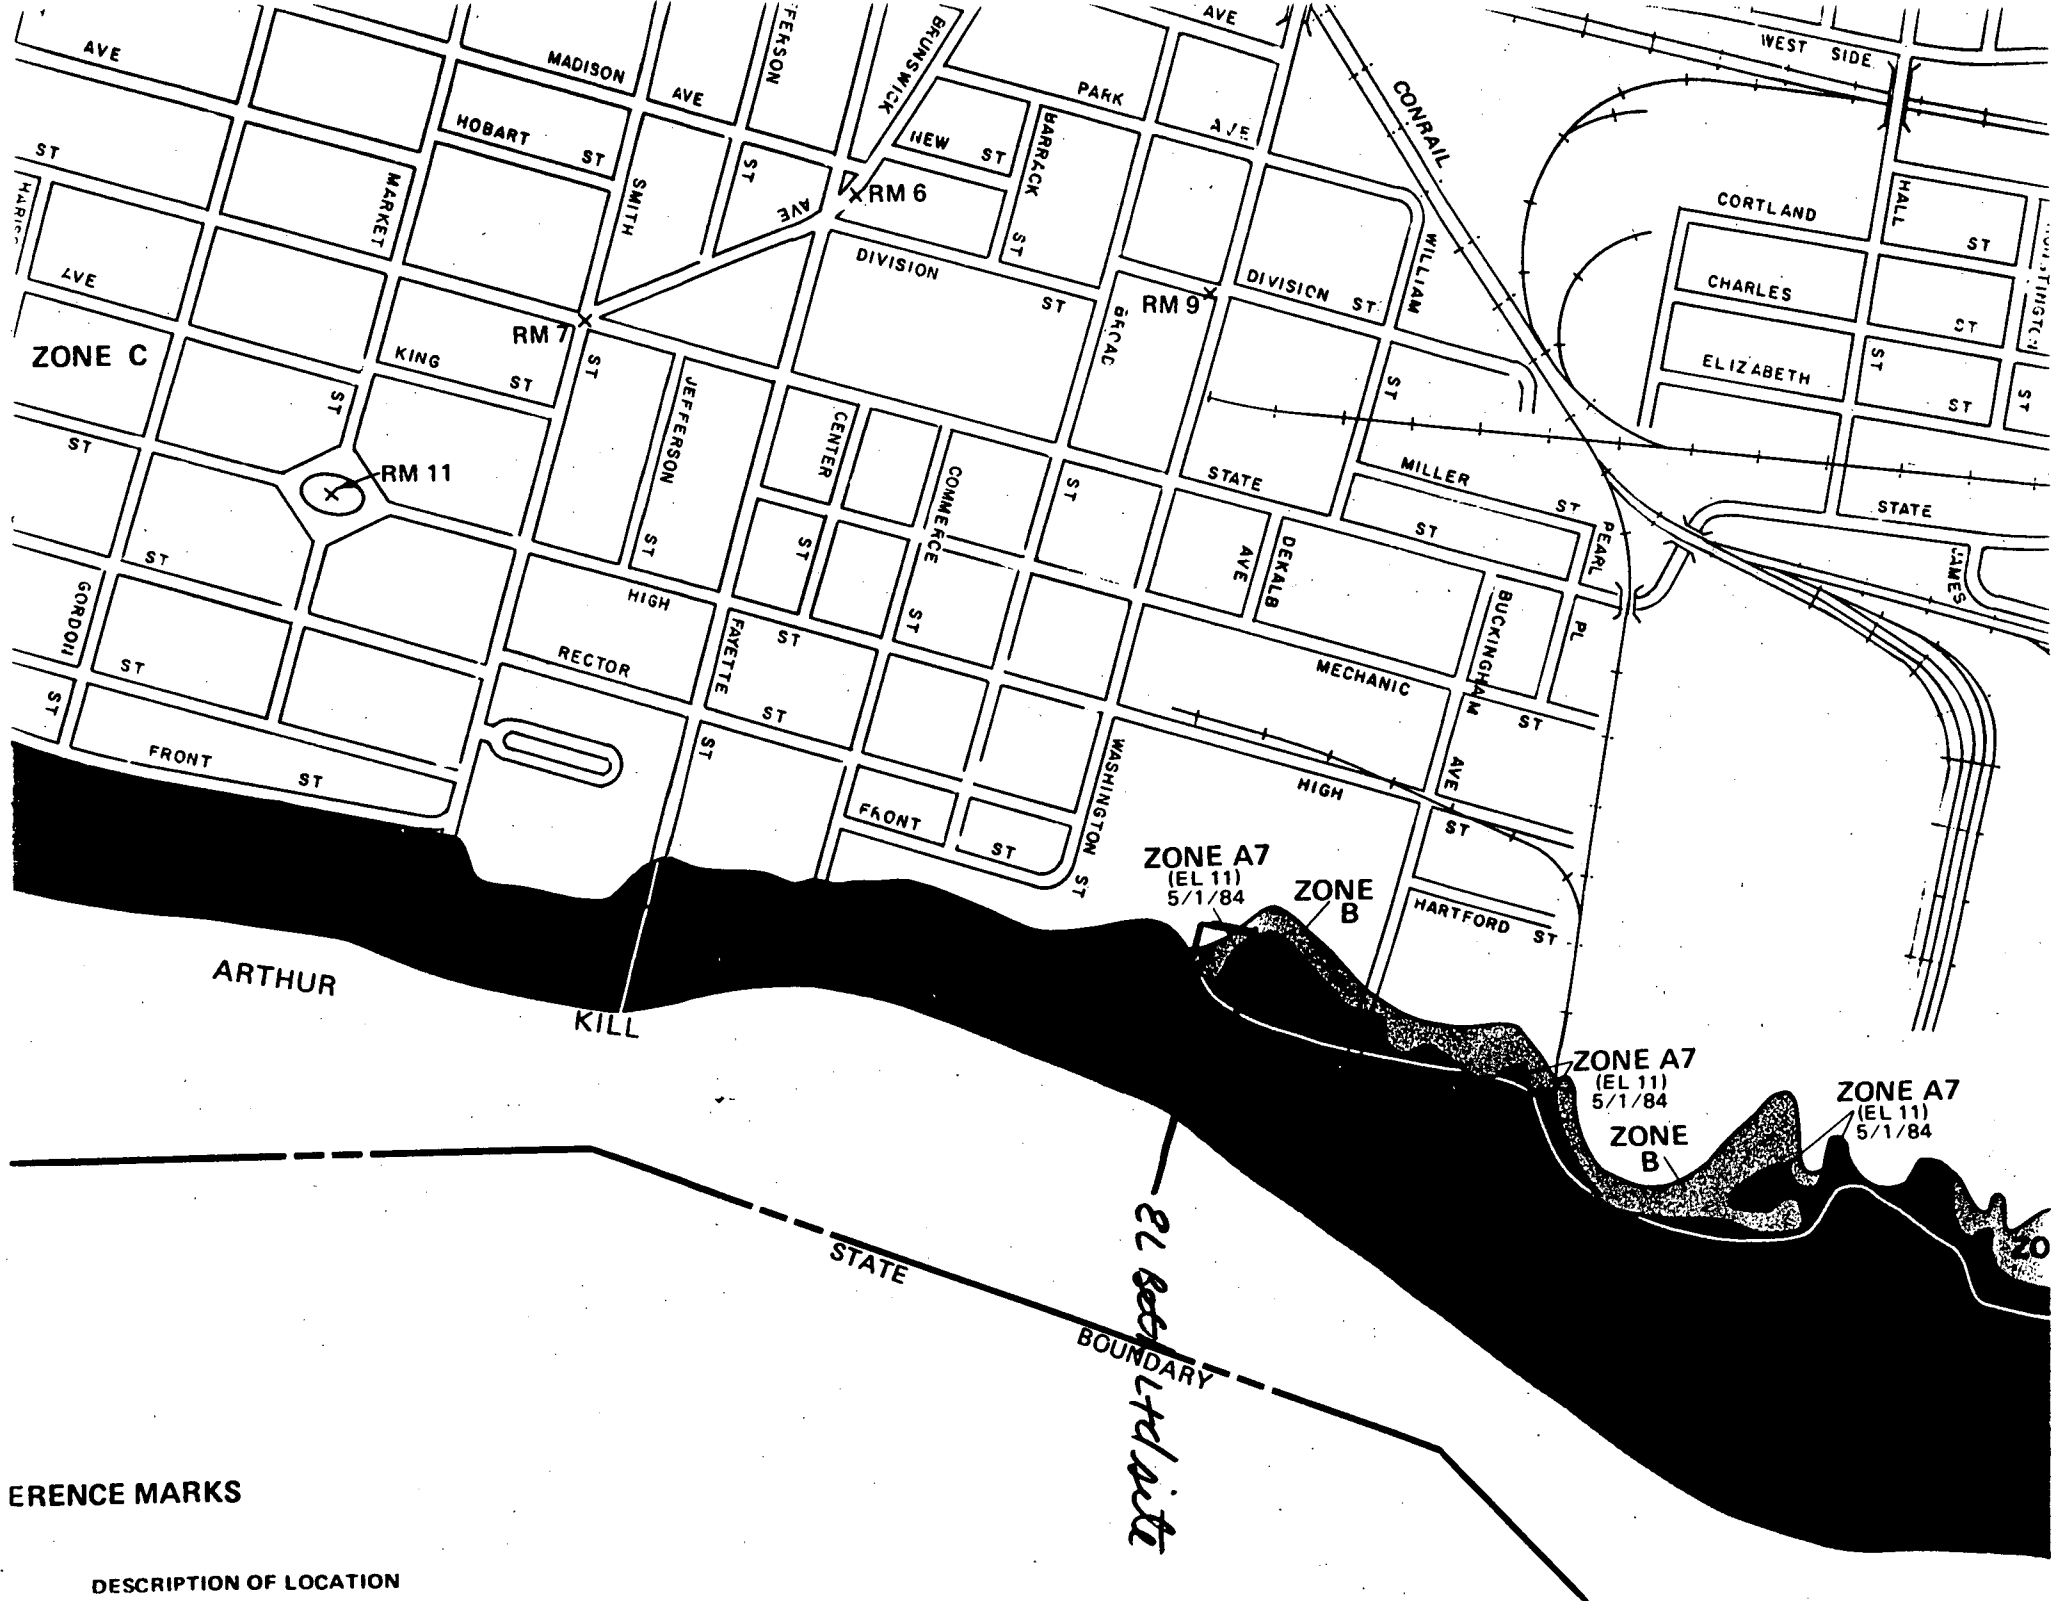 AVE
MADISON
AVE
FFERSON
BRUNSWICK
AVE
WEST SIDE
PARK
AVE
CONRAIL
HOBART
ST
ST
SMITH
ST
AVE
RM 6
NEW
ST
BARRACK
ST
MARKET
CORTLAND
ST
HALL
WILLIAM
DIVISION
ST
DIVISION
ST
RM 9
BROAD
CHARLES
ST
ELIZABETH
ST
ST
ST
AVE
ZONE C
RM 7
KING
ST
ST
ST
ST
RM 11
JEFFERSON
ST
CENTER
ST
COMMERCE
ST
ST
STATE
ST
ST
MILLER
ST
PEARL
PL
STATE
JAMES
AVE
DEKALB
ST
GORDON
ST
ST
HIGH
ST
RECTOR
ST
FAYETTE
ST
MECHANIC
ST
BUCKINGHAM
AVE
FRONT
ST
WASHINGTON
ST
HIGH
ST
FRONT
ST
HARTFORD
ST
ZONE A7
(EL 11)
5/1/84
ZONE
B
ZONE A7
(EL 11)
5/1/84
ZONE
B
ZONE A7
(EL 11)
5/1/84
ZO
ARTHUR
KILL
STATE
BOUNDARY
Ltd site
ERENCE MARKS
DESCRIPTION OF LOCATION